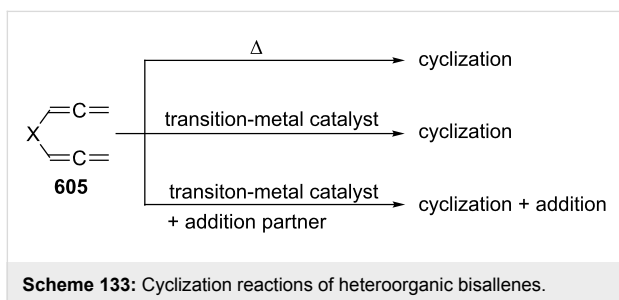 Δ
cyclization
X
C
transition-metal catalyst
cyclization
C
605
transiton-metal catalyst
cyclization + addition
+ addition partner
Scheme 133: Cyclization reactions of heteroorganic bisallenes.